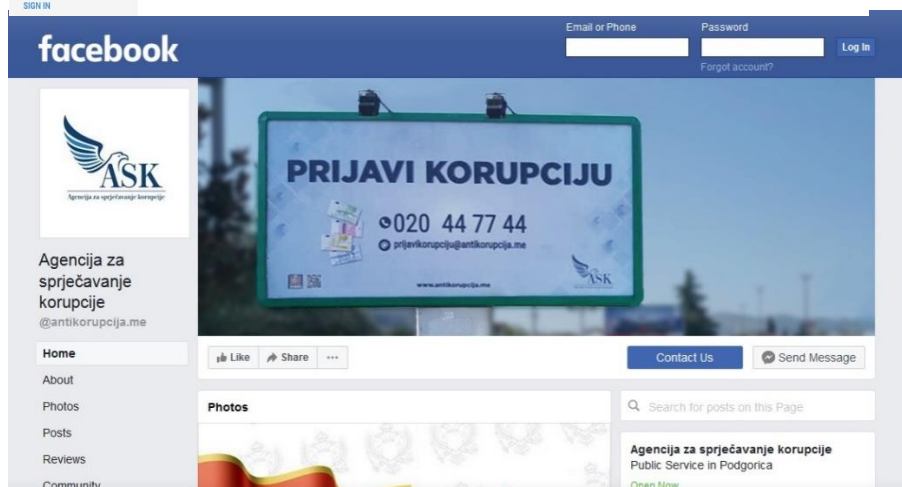 SIGN IN
facebook
Email or Phone
Password
Log In
Forgot account?
ASK
Agencija za sprječavanje korupcije
PRIJAVI KORUPCIJU
020 44 77 44
prijavikorupciju@antikorupcija.me
www.antikorupcija.me
ASK
Agencija za
sprječavanje
korupcije
@antikorupcija.me
Home
About
Photos
Posts
Reviews
Community
Like Share ...
Contact Us
Send Message
Photos
Search for posts on this Page
Agencija za sprječavanje korupcije
Public Service in Podgorica
Open Now